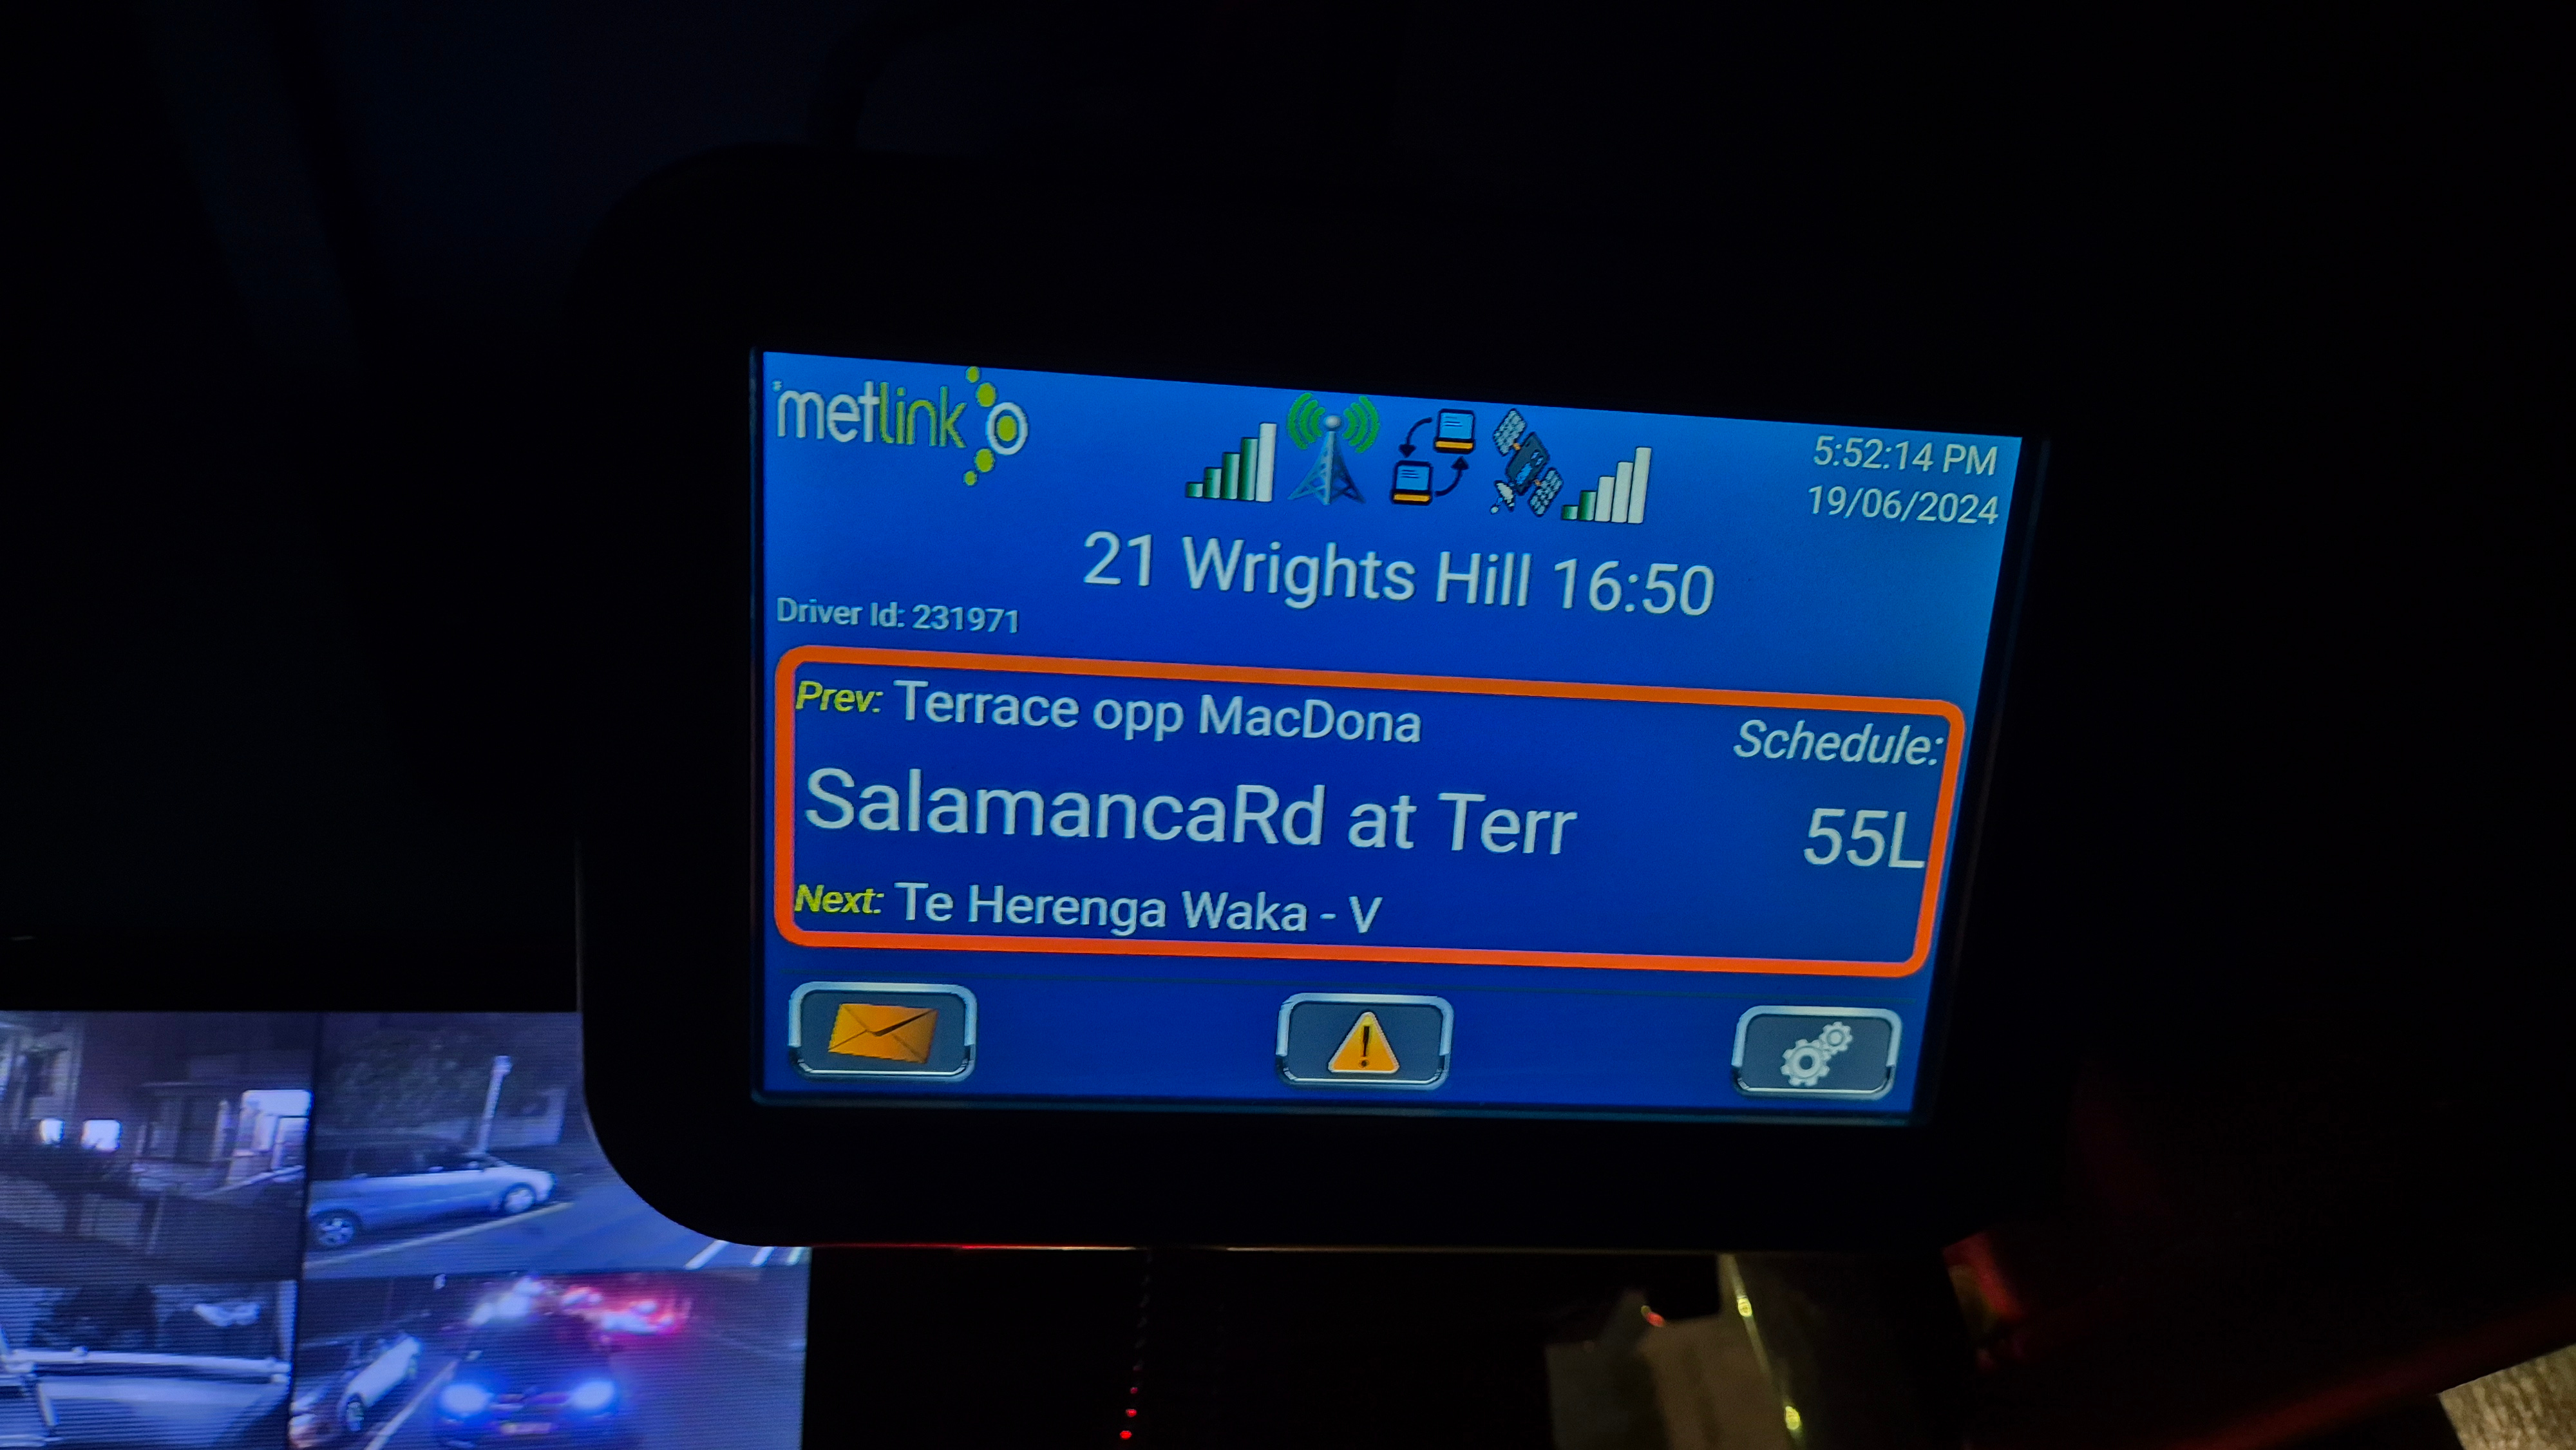 metlink
5:52:14 PM
19/06/2024
21 Wrights Hill 16:50
Driver Id: 231971
Prev: Terrace opp MacDona
Schedule:
SalamancaRd at Terr
55L
Next: Te Herenga Waka - V